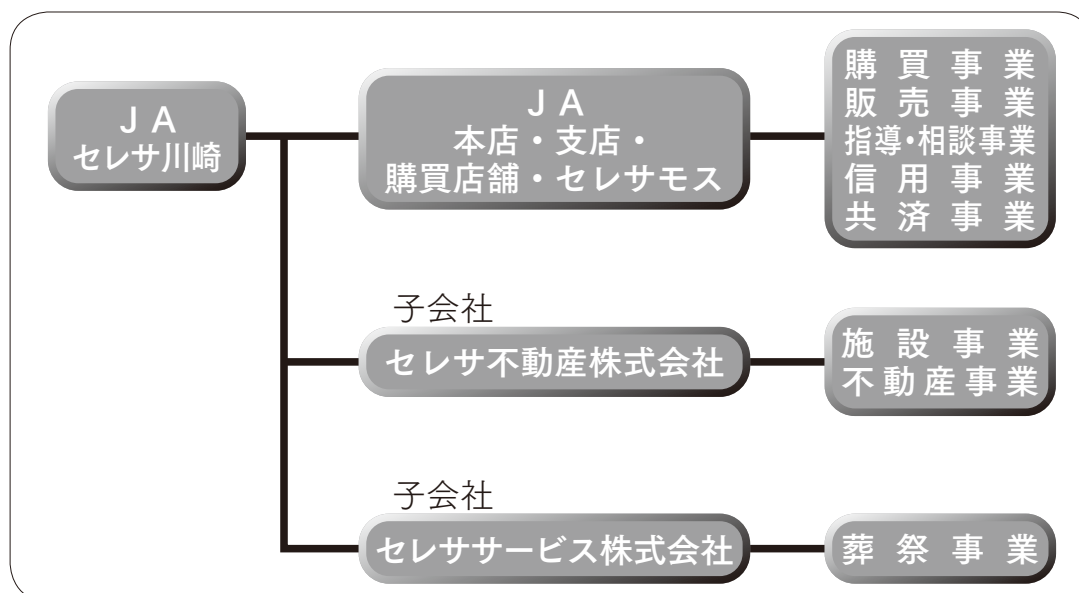 ＪＡ
セレサ川崎
ＪＡ
本店・支店・
購買店舗・セレサモス
購買事業
販売事業
指導・相談事業
信用事業
共済事業
子会社
セレサ不動産株式会社
施設事業
不動産事業
子会社
セレササービス株式会社
葬祭事業